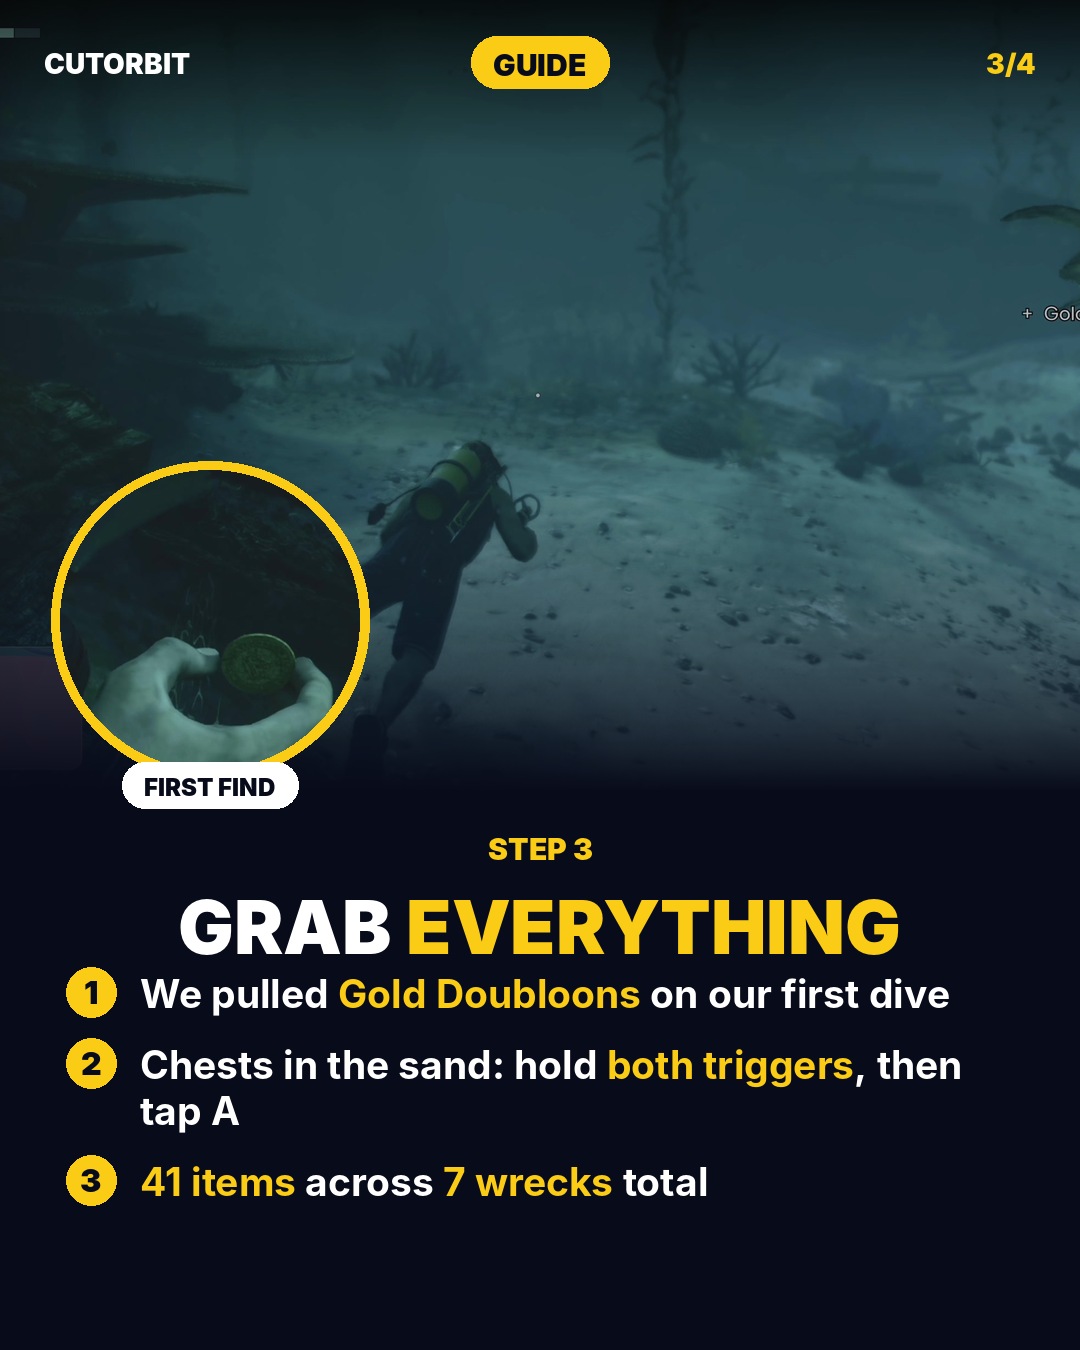 CUTORBIT
GUIDE
3/4
+ Gold
FIRST FIND
STEP 3
GRAB EVERYTHING
1 We pulled Gold Doubloons on our first dive
2 Chests in the sand: hold both triggers, then
tap A
3 41 items across 7 wrecks total